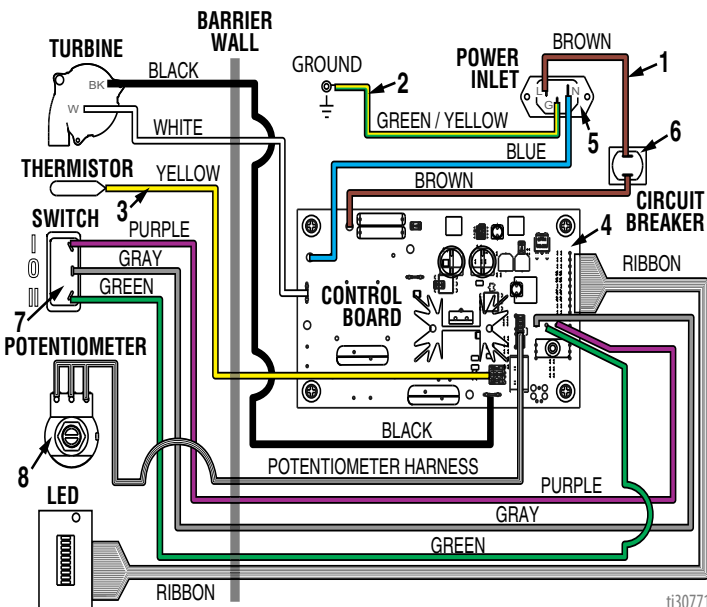 BARRIER
WALL
TURBINE
BK
W
BLACK
WHITE
GROUND
2
GREEN / YELLOW
POWER
INLET
BROWN
1
L
N
G
5
6
BLUE
BROWN
CIRCUIT
BREAKER
THERMISTOR
YELLOW
3
SWITCH
I
O
II
7
PURPLE
GRAY
GREEN
CONTROL
BOARD
4
RIBBON
POTENTIOMETER
8
BLACK
POTENTIOMETER HARNESS
PURPLE
GRAY
GREEN
LED
RIBBON
ti30771